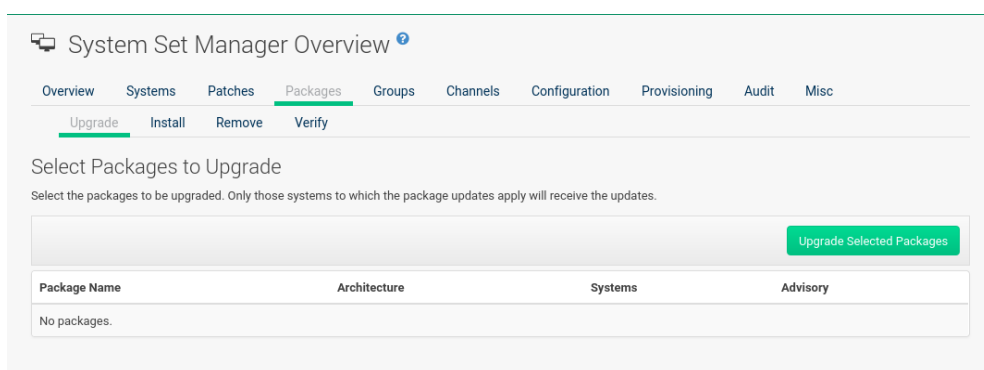 System Set Manager Overview ?
Overview Systems Patches Packages Groups Channels Configuration Provisioning Audit Misc
Upgrade Install Remove Verify
Select Packages to Upgrade
Select the packages to be upgraded. Only those systems to which the package updates apply will receive the updates.
Upgrade Selected Packages
Package Name Architecture Systems Advisory
No packages.